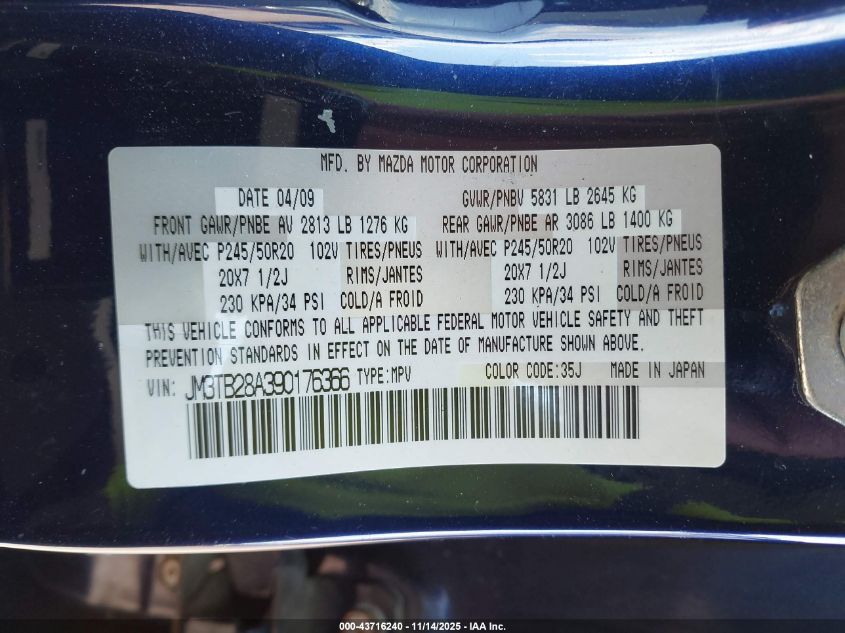 MFD. BY MAZDA MOTOR CORPORATION
DATE 04/09 GVWR/PNBV 5831 LB 2645 KG
FRONT GAWR/PNBE AV 2813 LB 1276 KG REAR GAWR/PNBE AR 3086 LB 1400 KG
WITH/AVEC P245/50R20 102V TIRES/PNEUS WITH/AVEC P245/50R20 102V TIRES/PNEUS
20X7 1/2J RIMS/JANTES 20X7 1/2J RIMS/JANTES
230 KPA/34 PSI COLD/A FROID 230 KPA/34 PSI COLD/A FROID
THIS VEHICLE CONFORMS TO ALL APPLICABLE FEDERAL MOTOR VEHICLE SAFETY AND THEFT
PREVENTION STANDARDS IN EFFECT ON THE DATE OF MANUFACTURE SHOWN ABOVE.
VIN: JM3TB28A390176366 TYPE:MPV COLOR CODE:35J MADE IN JAPAN
000-43716240 - 11/14/2025 - IAA Inc.